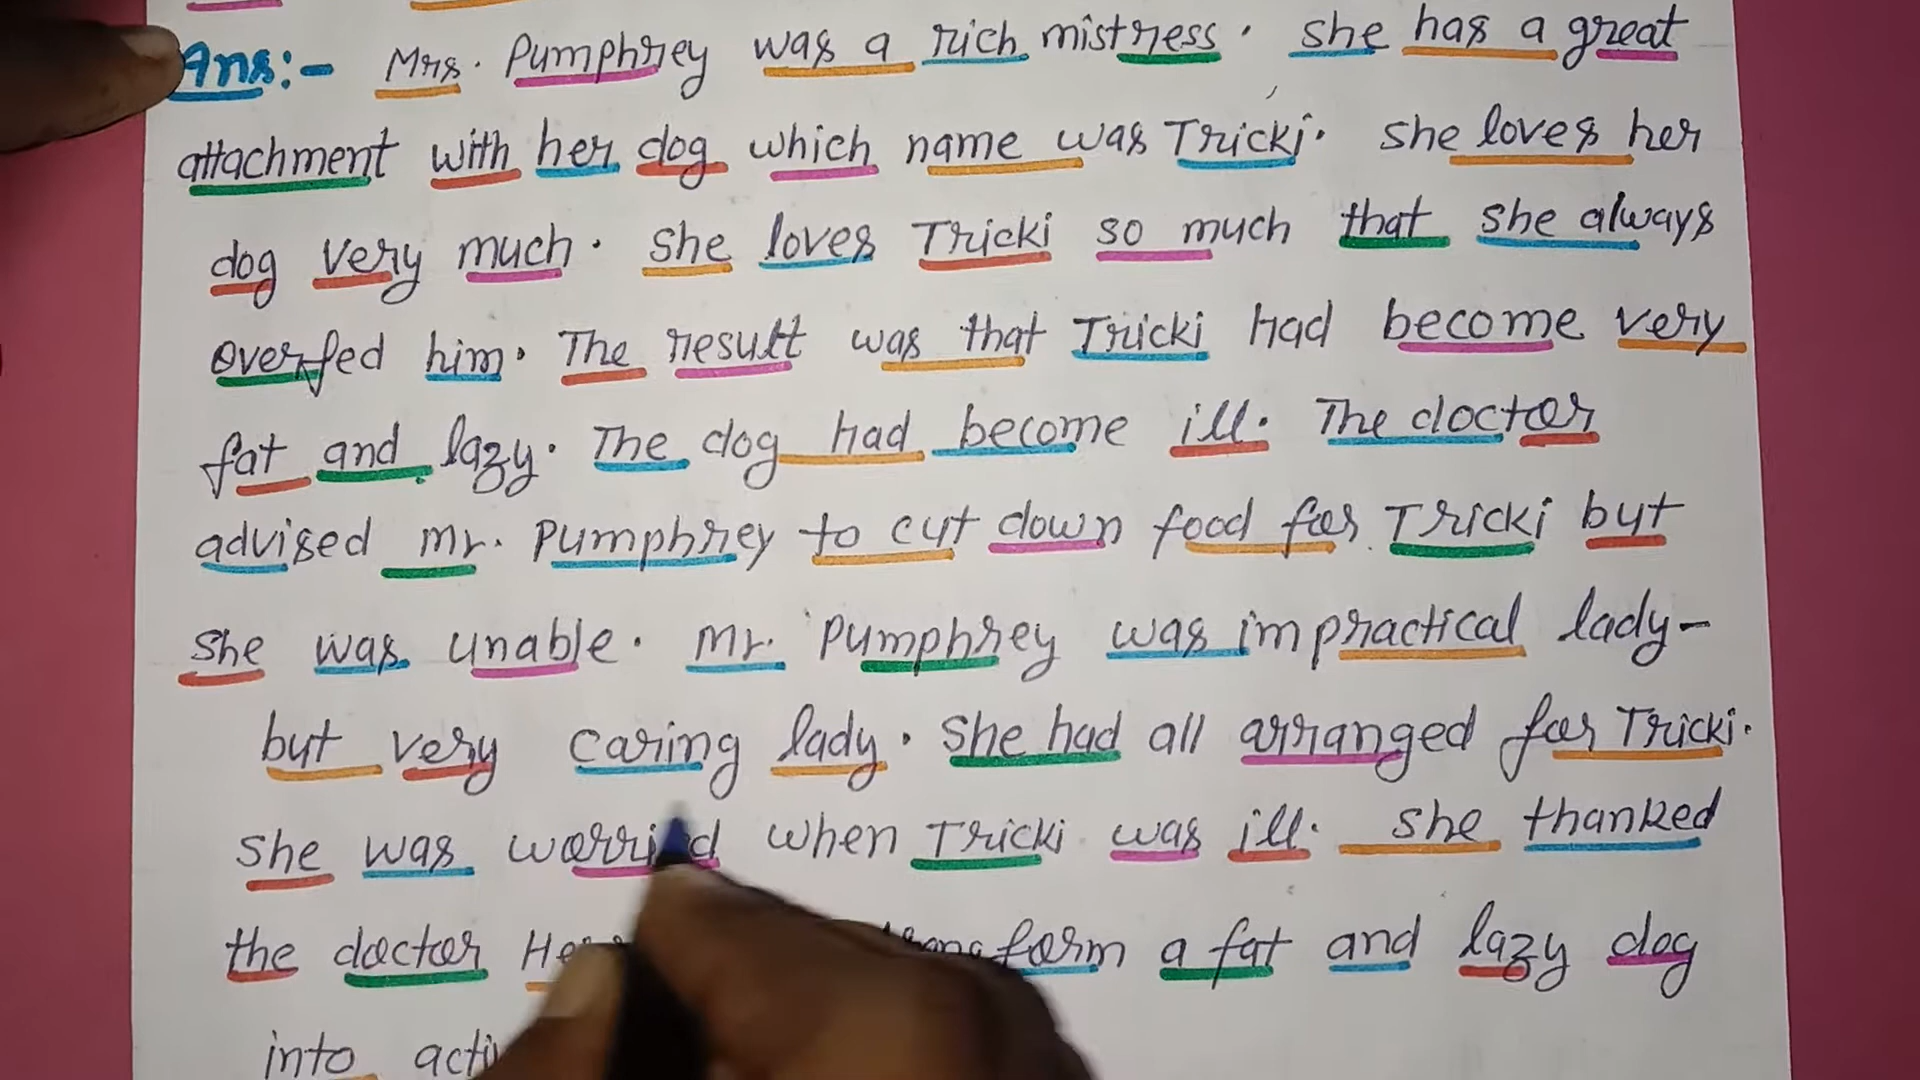 Ans:- Mrs. Pumphrey was a rich mistress. She has a great
attachment with her dog which name was Tricki. She loves her
dog very much. She loves Tricki so much that she always
overfed him. The result was that Tricki had become very
fat and lazy. The dog had become ill. The doctor
advised Mr. Pumphrey to cut down food for Tricki but
she was unable. Mr. Pumphrey was impractical lady-
but very caring lady. She had all arranged for Tricki.
She was worried when Tricki was ill. She thanked
the doctor form a fat and lazy dog
into